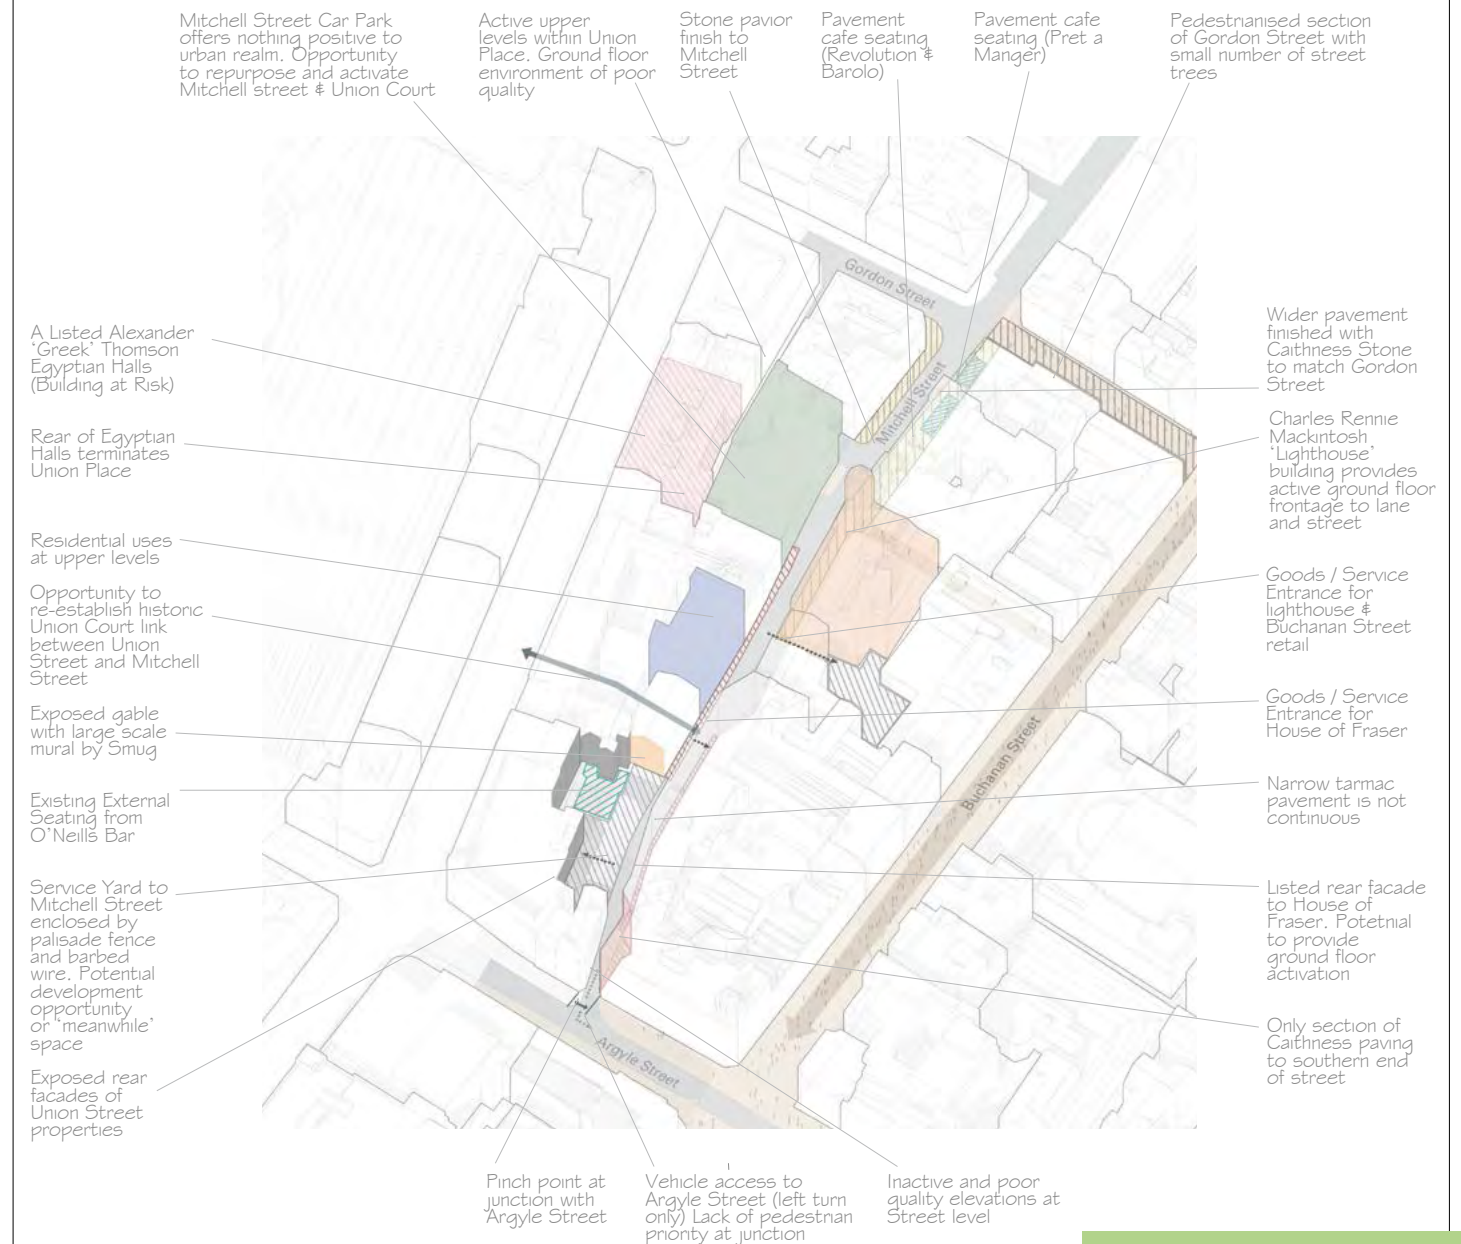 Mitchell Street Car Park
offers nothing positive to
urban realm. Opportunity
to repurpose and activate
Mitchell street & Union Court
Active upper
levels within Union
Place. Ground floor
environment of poor
quality
Stone pavior
finish to
Mitchell
Street
Pavement
cafe seating
(Revolution &
Barolo)
Pavement cafe
seating (Pret a
Manger)
Pedestrianised section
of Gordon Street with
small number of street
trees
A Listed Alexander
‘Greek’ Thomson
Egyptian Halls
(Building at Risk)
Rear of Egyptian
Halls terminates
Union Place
Residential uses
at upper levels
Opportunity to
re-establish historic
Union Court link
between Union
Street and Mitchell
Street
Exposed gable
with large scale
mural by Smug
Existing External
Seating from
O’Neills Bar
Service Yard to
Mitchell Street
enclosed by
palisade fence
and barbed
wire. Potential
development
opportunity
or ‘meanwhile’
space
Exposed rear
facades of
Union Street
properties
Gordon Street
Mitchell Street
Buchanan Street
Argyle Street
Wider pavement
finished with
Caithness Stone
to match Gordon
Street
Charles Rennie
Mackintosh
‘Lighthouse’
building provides
active ground floor
frontage to lane
and street
Goods / Service
Entrance for
lighthouse &
Buchanan Street
retail
Goods / Service
Entrance for
House of Fraser
Narrow tarmac
pavement is not
continuous
Listed rear facade
to House of
Fraser. Potetnial
to provide
ground floor
activation
Only section of
Caithness paving
to southern end
of street
Pinch point at
junction with
Argyle Street
Vehicle access to
Argyle Street (left turn
only) Lack of pedestrian
priority at junction
Inactive and poor
quality elevations at
Street level